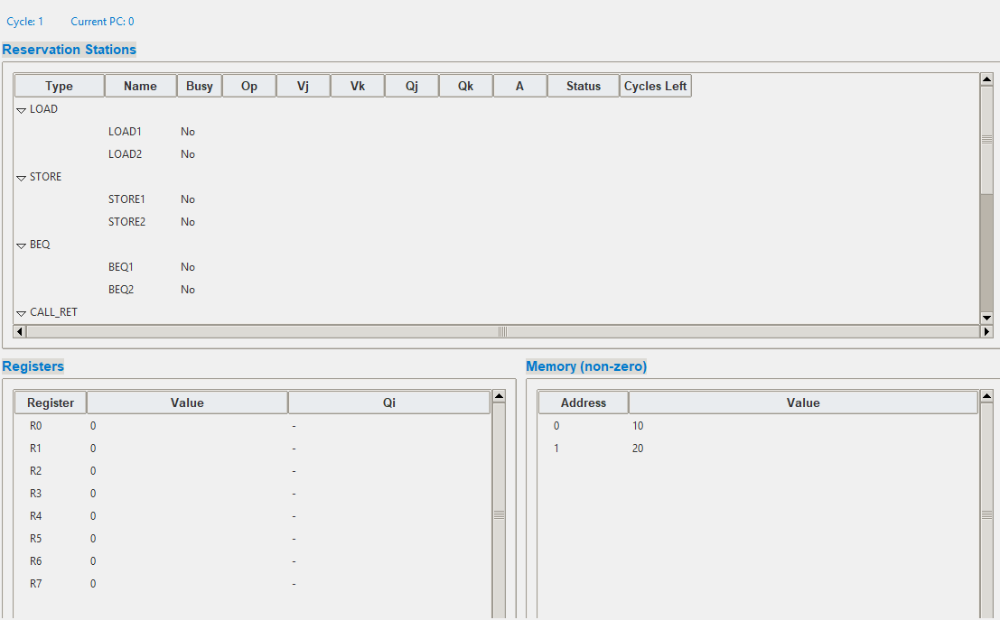 Cycle: 1 Current PC: 0
Reservation Stations
Type Name Busy Op Vj Vk Qj Qk A Status Cycles Left
LOAD
LOAD1 No
LOAD2 No
STORE
STORE1 No
STORE2 No
BEQ
BEQ1 No
BEQ2 No
CALL_RET
Registers Memory (non-zero)
Register Value Qi Address Value
R0 0 - 0 10
R1 0 - 1 20
R2 0 -
R3 0 -
R4 0 -
R5 0 -
R6 0 -
R7 0 -